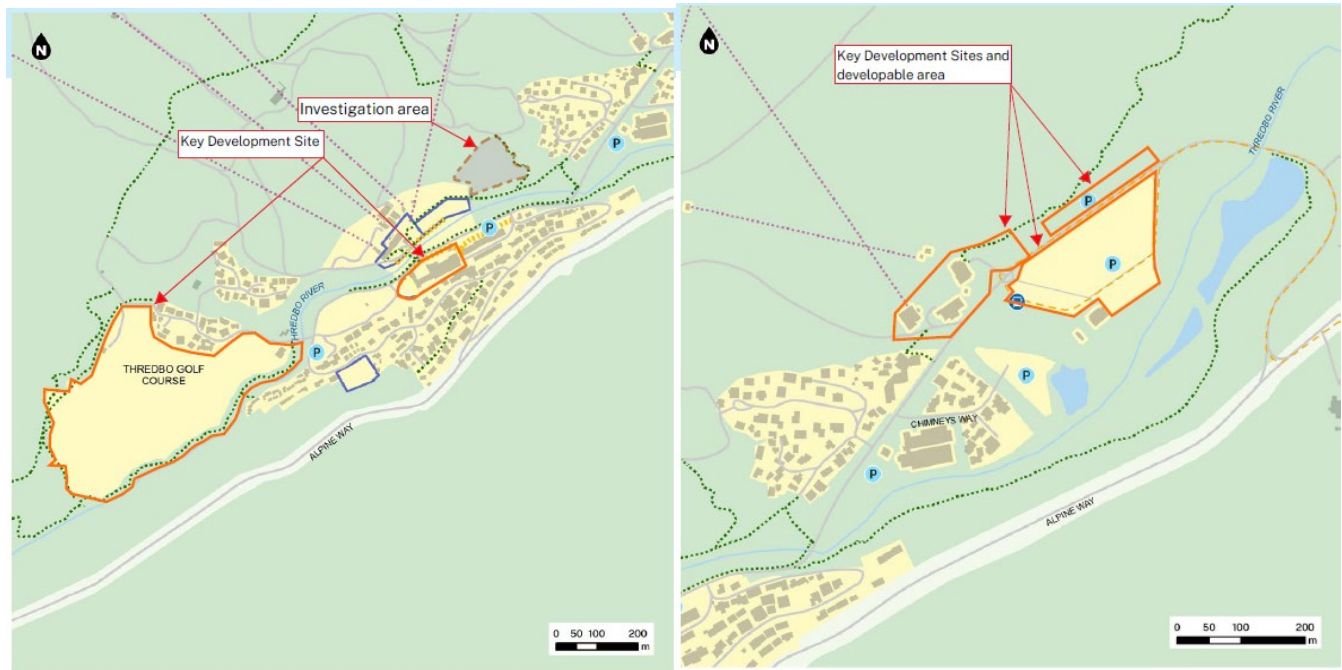 N
Investigation area
Key Development Site
P
P
THREDBO RIVER
P
THREDBO GOLF
COURSE
ALPINE WAY
0 50 100 200
m
N
Key Development Sites and
developable area
THREDBO RIVER
P
P
P
CHIMNEYS WAY
P
ALPINE WAY
0 50 100 200
m